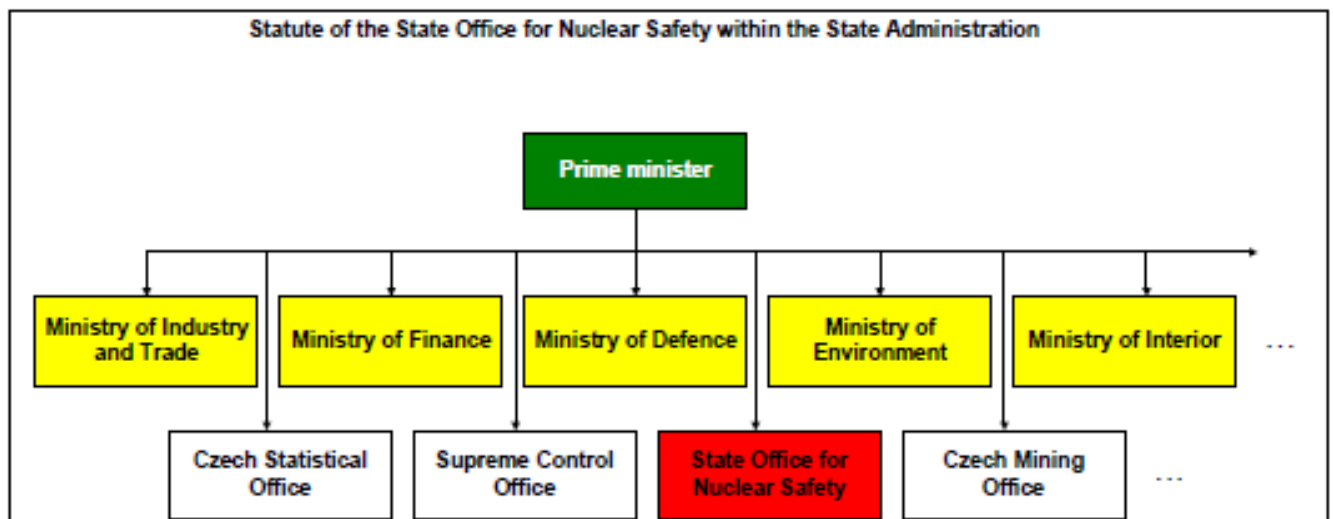 Statute of the State Office for Nuclear Safety within the State Administration
Prime minister
Ministry of Industry
and Trade
Ministry of Finance
Ministry of Defence
Ministry of
Environment
Ministry of Interior
...
Czech Statistical
Office
Supreme Control
Office
State Office for
Nuclear Safety
Czech Mining
Office
...